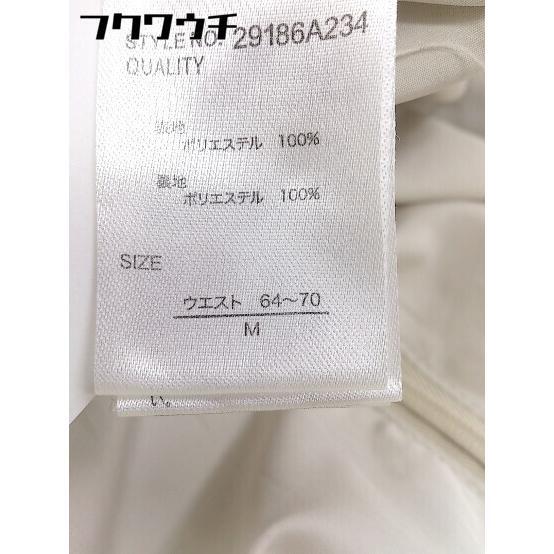 フクワウチ
STYLE NO. 29186A234
QUALITY
表地
ポリエステル 100%
裏地
ポリエステル 100%
SIZE
ウエスト 64～70
M
い。